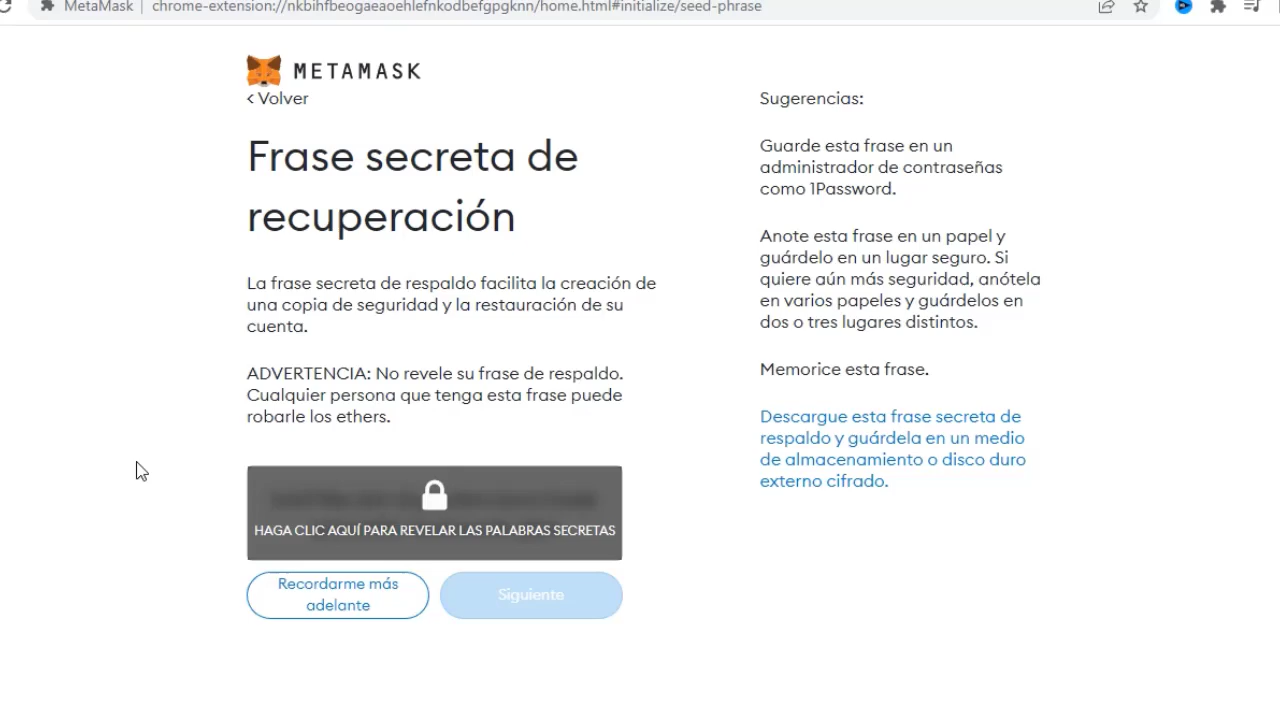 MetaMask | chrome-extension://nkbihfbeogaeaoehlefnkodbefgpgknn/home.html#initialize/seed-phrase
METAMASK
< Volver
Frase secreta de
recuperación
La frase secreta de respaldo facilita la creación de
una copia de seguridad y la restauración de su
cuenta.
ADVERTENCIA: No revele su frase de respaldo.
Cualquier persona que tenga esta frase puede
robarle los ethers.
HAGA CLIC AQUÍ PARA REVELAR LAS PALABRAS SECRETAS
Recordarme más
adelante
Siguiente
Sugerencias:
Guarde esta frase en un
administrador de contraseñas
como 1Password.
Anote esta frase en un papel y
guárdelo en un lugar seguro. Si
quiere aún más seguridad, anótela
en varios papeles y guárdelos en
dos o tres lugares distintos.
Memorice esta frase.
Descargue esta frase secreta de
respaldo y guárdela en un medio
de almacenamiento o disco duro
externo cifrado.